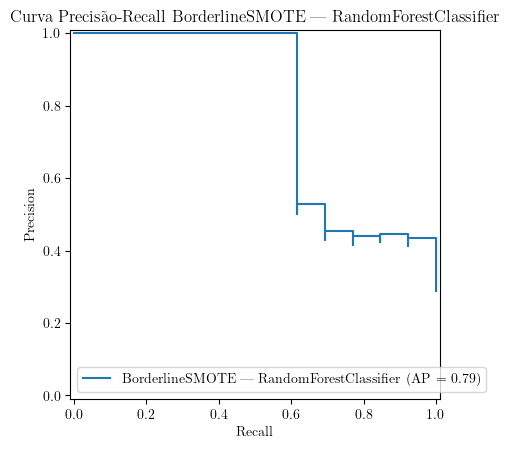 Curva Precisão-Recall BorderlineSMOTE — RandomForestClassifier
1.0
0.8
0.6
0.4
0.2
0.0
Precision
BorderlineSMOTE — RandomForestClassifier (AP = 0.79)
0.0 0.2 0.4 0.6 0.8 1.0
Recall